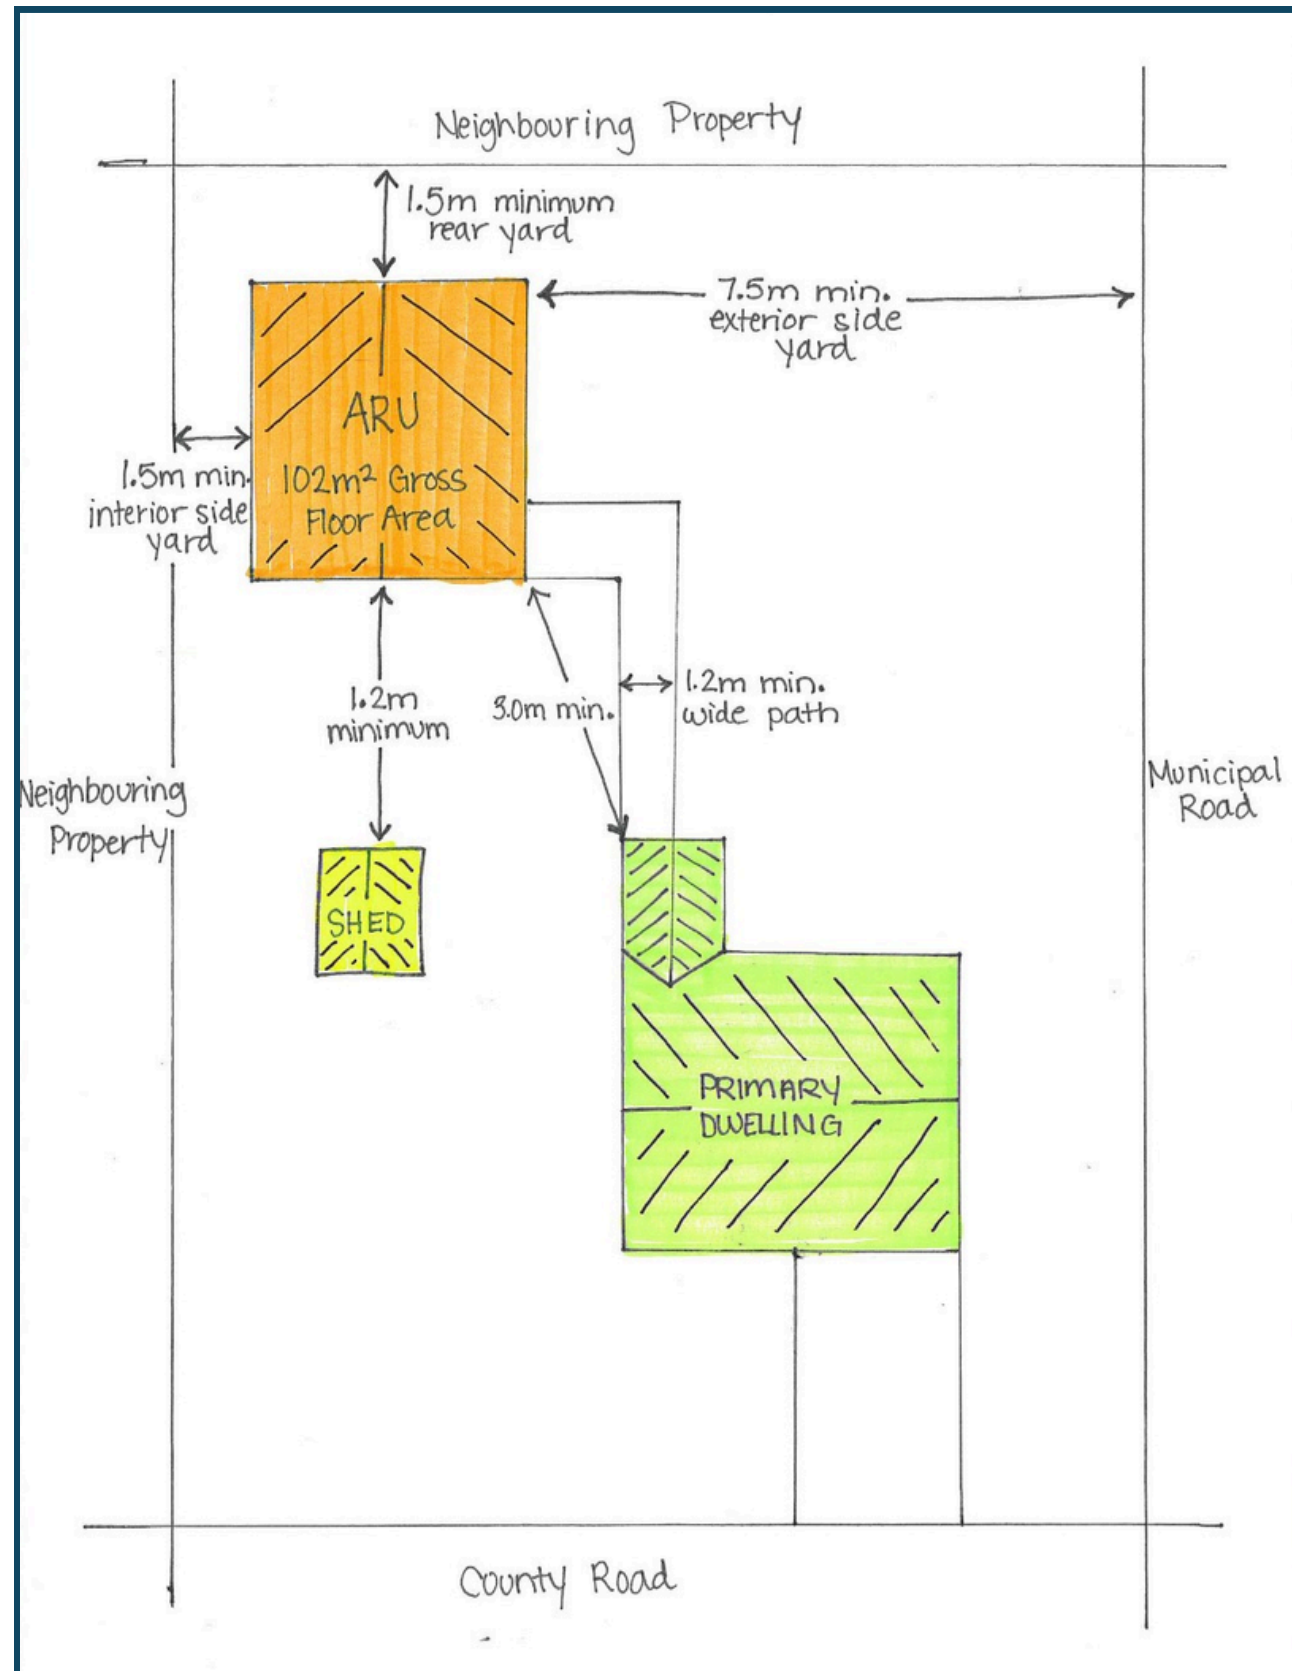 Neighbouring Property
1.5m minimum
rear yard
7.5m min.
exterior side
yard
ARU
102m² Gross
Floor Area
1.5m min.
interior side
yard
1.2m
minimum
3.0m min.
1.2m min.
wide path
Neighbouring
Property
Municipal
Road
SHED
PRIMARY
DWELLING
County Road